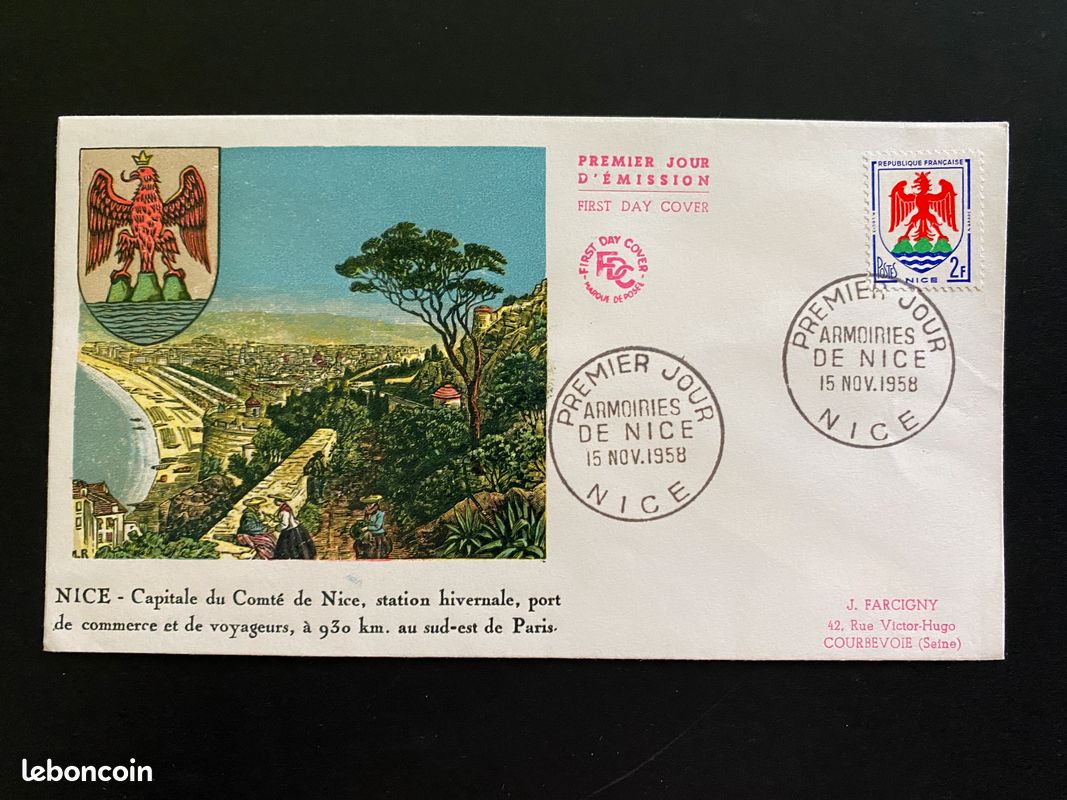 PREMIER JOUR
D'ÉMISSION
FIRST DAY COVER
FIRST DAY COVER
FDC
MARQUE DEPOSÉE
REPUBLIQUE FRANÇAISE
POSTES
2F
NICE
PREMIER JOUR
ARMOIRIES
DE NICE
15 NOV.1958
NICE
PREMIER JOUR
ARMOIRIES
DE NICE
15 NOV.1958
NICE
NICE - Capitale du Comté de Nice, station hivernale, port
de commerce et de voyageurs, à 930 km. au sud-est de Paris.
J. FARCIGNY
42, Rue Victor-Hugo
COURBEVOIE (Seine)
leboncoin